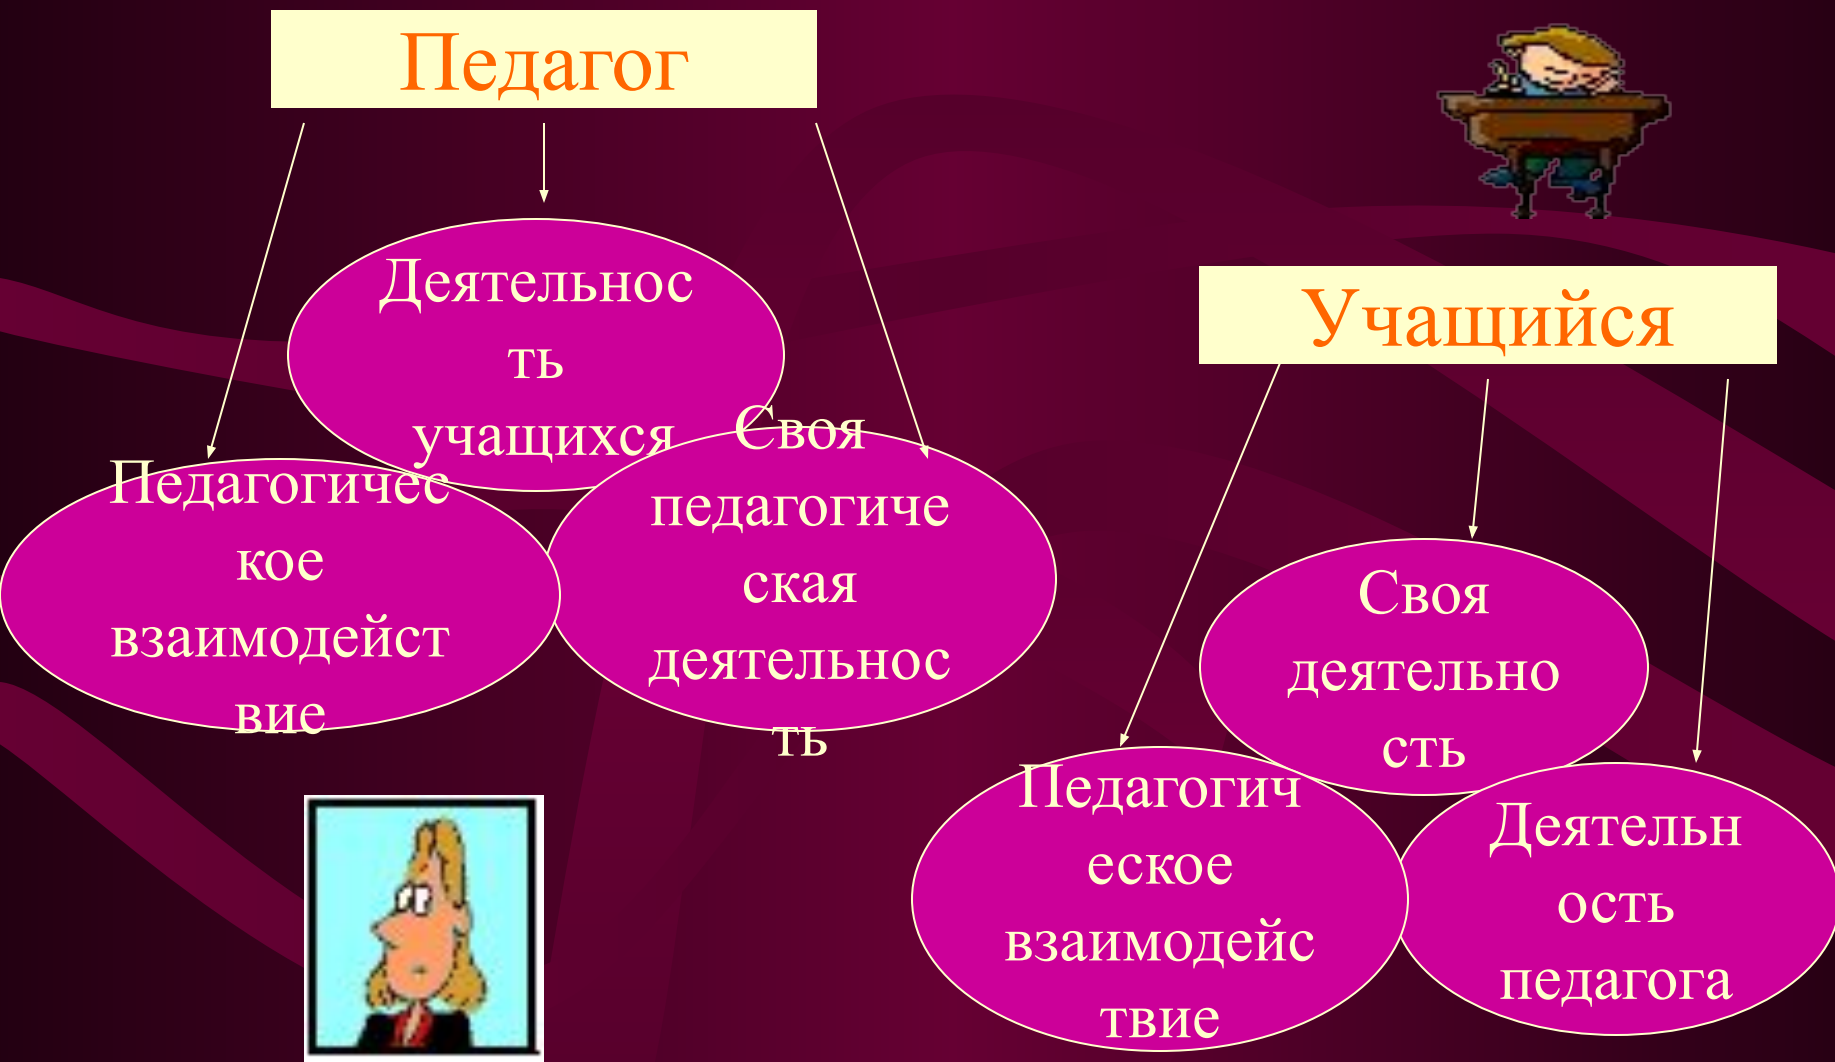 Педагог
Деятельнос
ть
учащихся
Педагогичес
кое
взаимодейст
вие
Своя
педагогиче
ская
деятельнос
ть
Учащийся
Своя
деятельно
сть
Педагогич
еское
взаимодейс
твие
Деятельн
ость
педагога